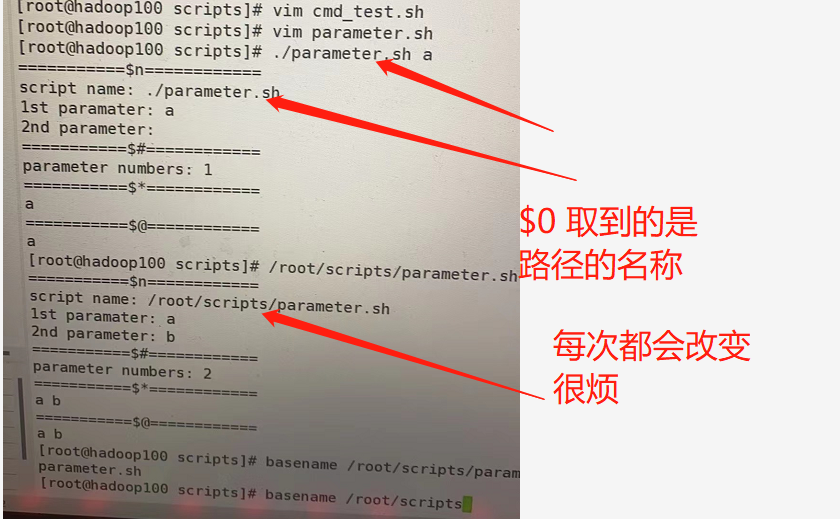 [root@hadoop100 scripts]# vim cmd_test.sh
[root@hadoop100 scripts]# vim parameter.sh
[root@hadoop100 scripts]# ./parameter.sh a
===========$n============
script name: ./parameter.sh
1st paramater: a
2nd parameter:
===========$#============
parameter numbers: 1
===========$*============
a
===========$@============
a
[root@hadoop100 scripts]# /root/scripts/parameter.sh
===========$n============
script name: /root/scripts/parameter.sh
1st paramater: a
2nd parameter: b
===========$#============
parameter numbers: 2
===========$*============
a b
===========$@============
a b
[root@hadoop100 scripts]# basename /root/scripts/param
parameter.sh
[root@hadoop100 scripts]# basename /root/scripts
$0 取到的是
路径的名称
每次都会改变
很烦